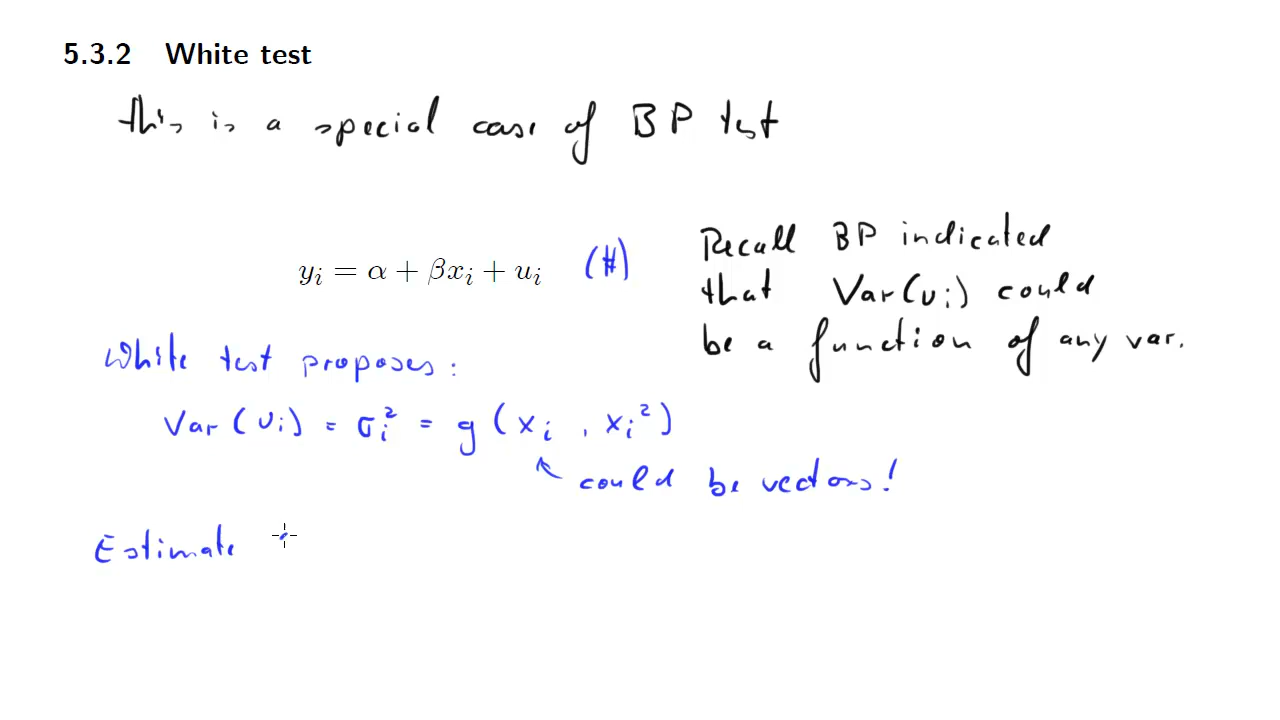 5.3.2 White test
this is a special case of BP test
y_i = α + βx_i + u_i (#)
Recall BP indicated
that Var(u_i) could
be a function of any var.
White test proposes:
Var(u_i) = σ_i^2 = g(x_i, x_i^2)
could be vectors!
Estimate